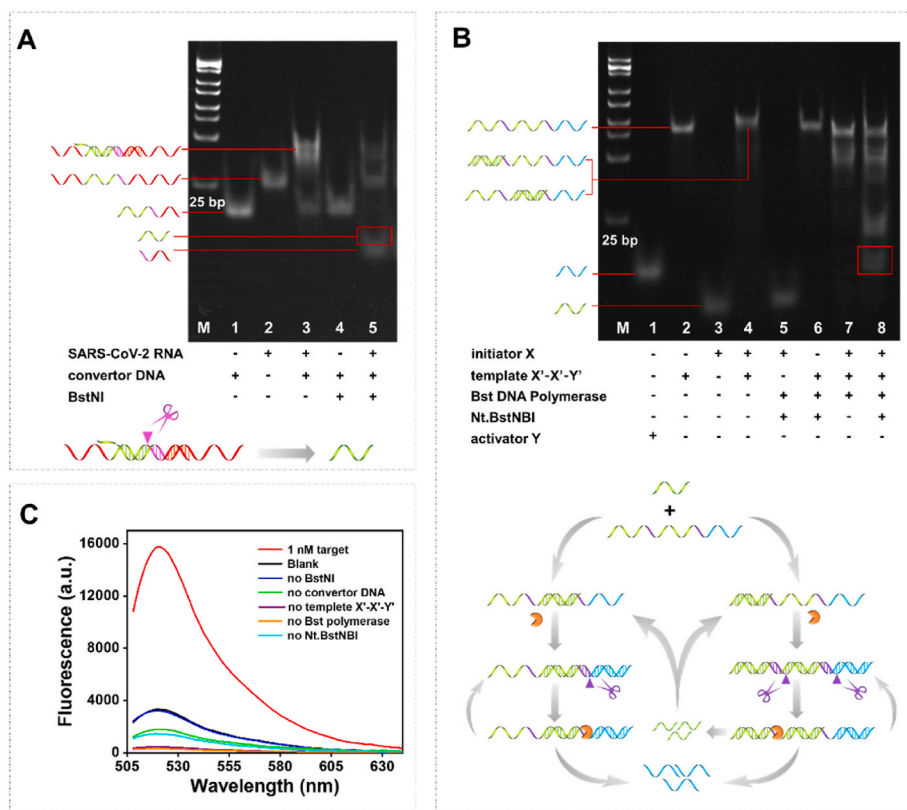 A
25 bp
M 1 2 3 4 5
SARS-CoV-2 RNA - + + - +
convertor DNA + - + + +
BstNI - - - + +
B
25 bp
M 1 2 3 4 5 6 7 8
initiator X - - + + + - + +
template X'-X'-Y' - + - + - + + +
Bst DNA Polymerase - - - - + + + +
Nt.BstNBI - - - - + + - +
activator Y + - - - - - - -
+
C
16000
12000
8000
4000
0
Fluorescence (a.u.)
1 nM target
Blank
no BstNI
no convertor DNA
no templete X'-X'-Y'
no Bst polymerase
no Nt.BstNBI
505 530 555 580 605 630
Wavelength (nm)